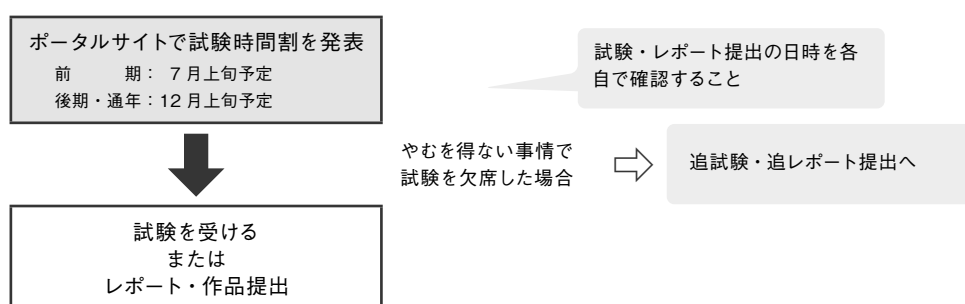 ポータルサイトで試験時間割を発表
前　　期： 7月上旬予定
後期・通年：12月上旬予定
試験・レポート提出の日時を各
自で確認すること
やむを得ない事情で
試験を欠席した場合
追試験・追レポート提出へ
試験を受ける
または
レポート・作品提出